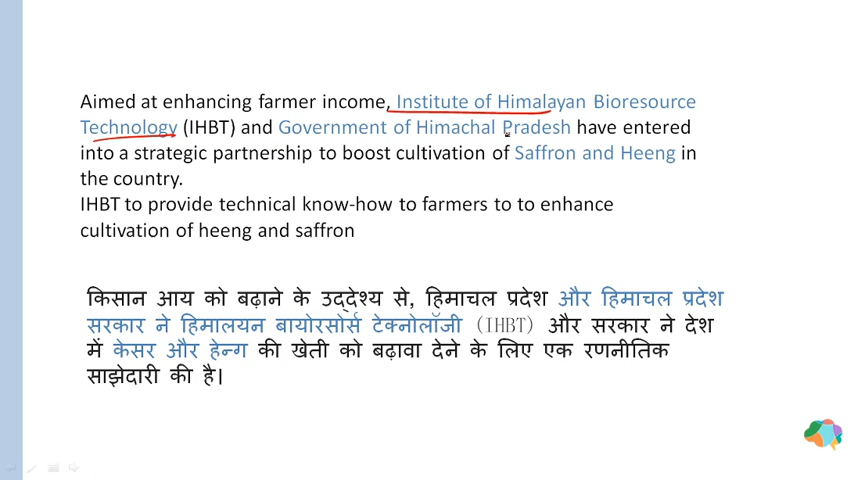 Aimed at enhancing farmer income, Institute of Himalayan Bioresource
Technology (IHBT) and Government of Himachal Pradesh have entered
into a strategic partnership to boost cultivation of Saffron and Heeng in
the country.
IHBT to provide technical know-how to farmers to to enhance
cultivation of heeng and saffron
किसान आय को बढ़ाने के उद्देश्य से, हिमाचल प्रदेश और हिमाचल प्रदेश
सरकार ने हिमालयन बायोरसोर्स टेक्नोलॉजी (IHBT) और सरकार ने देश
में केसर और हेन्ग की खेती को बढ़ावा देने के लिए एक रणनीतिक
साझेदारी की है।